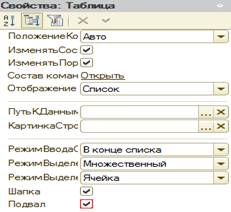 Свойства: Таблица
ПоложениеКо Авто
ИзменятьСос
ИзменятьПор
Состав коман Открыть
Отображение Список
ПутьКДанным
КартинкаСтро
РежимВводаС В конце списка
РежимВыделе Множественный
РежимВыделе Ячейка
Шапка
Подвал